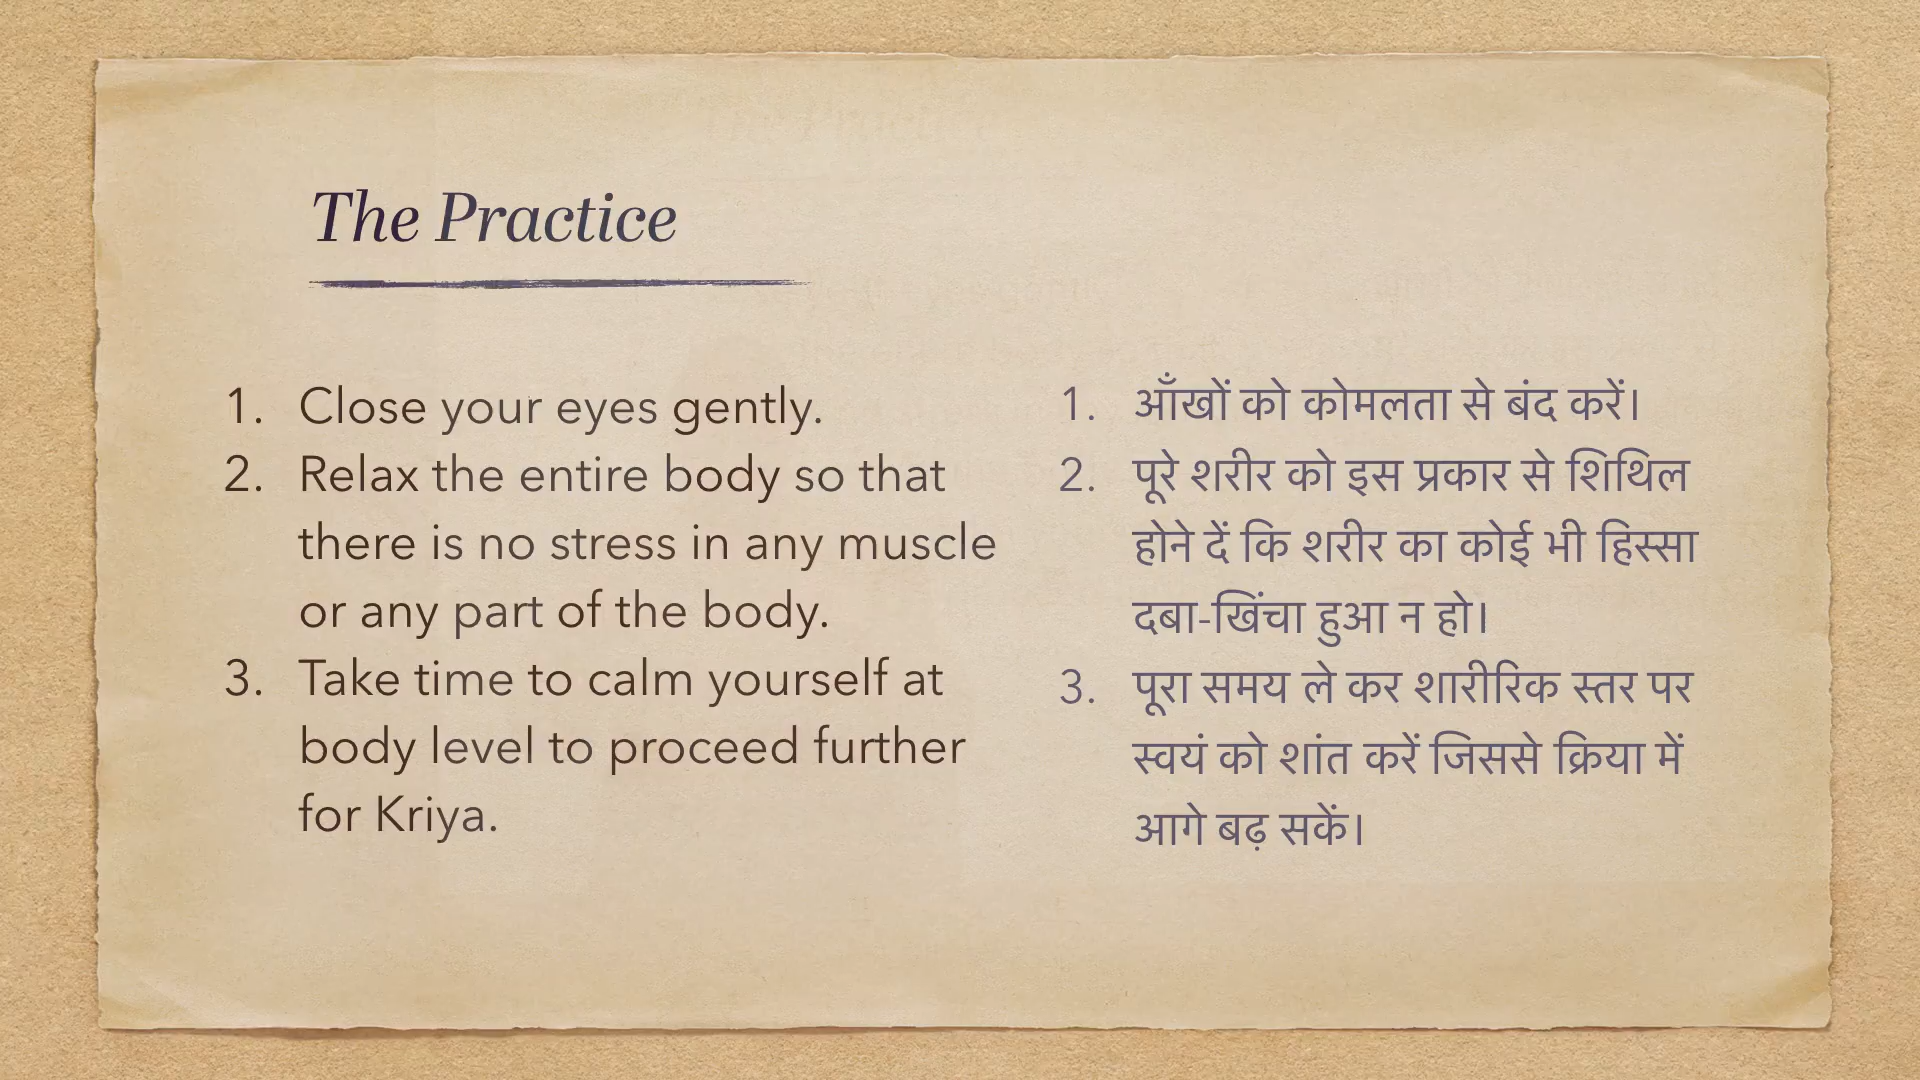 The Practice
1. Close your eyes gently.
2. Relax the entire body so that
there is no stress in any muscle
or any part of the body.
3. Take time to calm yourself at
body level to proceed further
for Kriya.
1. आँखों को कोमलता से बंद करें।
2. पूरे शरीर को इस प्रकार से शिथिल
होने दें कि शरीर का कोई भी हिस्सा
दबा-खिंचा हुआ न हो।
3. पूरा समय ले कर शारीरिक स्तर पर
स्वयं को शांत करें जिससे क्रिया में
आगे बढ़ सकें।